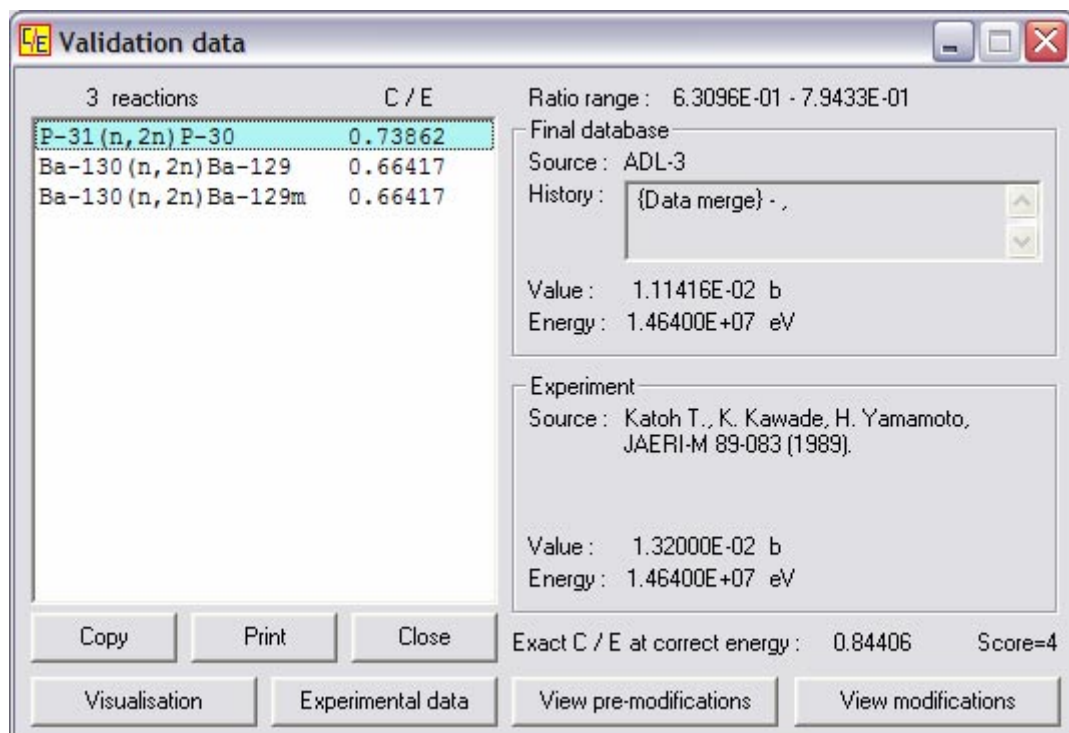 C/E Validation data
3 reactions C / E
P-31(n,2n)P-30 0.73862
Ba-130(n,2n)Ba-129 0.66417
Ba-130(n,2n)Ba-129m 0.66417
Copy Print Close
Visualisation Experimental data
Ratio range : 6.3096E-01 - 7.9433E-01
Final database
Source : ADL-3
History : {Data merge} - ,
Value : 1.11416E-02 b
Energy : 1.46400E+07 eV
Experiment
Source : Katoh T., K. Kawade, H. Yamamoto,
JAERI-M 89-083 (1989).
Value : 1.32000E-02 b
Energy : 1.46400E+07 eV
Exact C / E at correct energy : 0.84406 Score=4
View pre-modifications View modifications